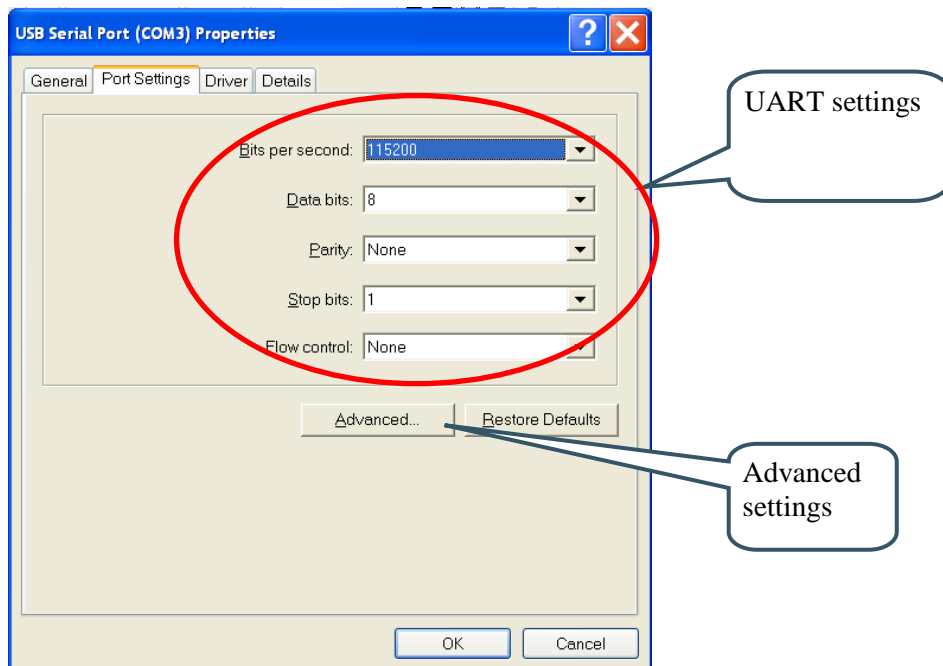 USB Serial Port (COM3) Properties
General Port Settings Driver Details
Bits per second: 115200
Data bits: 8
Parity: None
Stop bits: 1
Flow control: None
Advanced... Restore Defaults
OK Cancel
UART settings
Advanced
settings